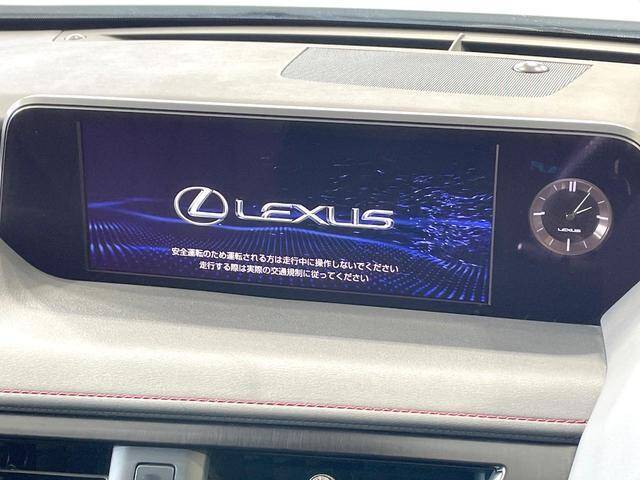 LEXUS
安全運転のため運転される方は走行中に操作しないでください
走行する際は実際の交通規制に従ってください
LEXUS